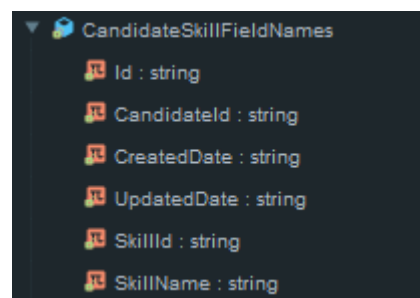 CandidateSkillFieldNames
Id : string
CandidateId : string
CreatedDate : string
UpdatedDate : string
SkillId : string
SkillName : string